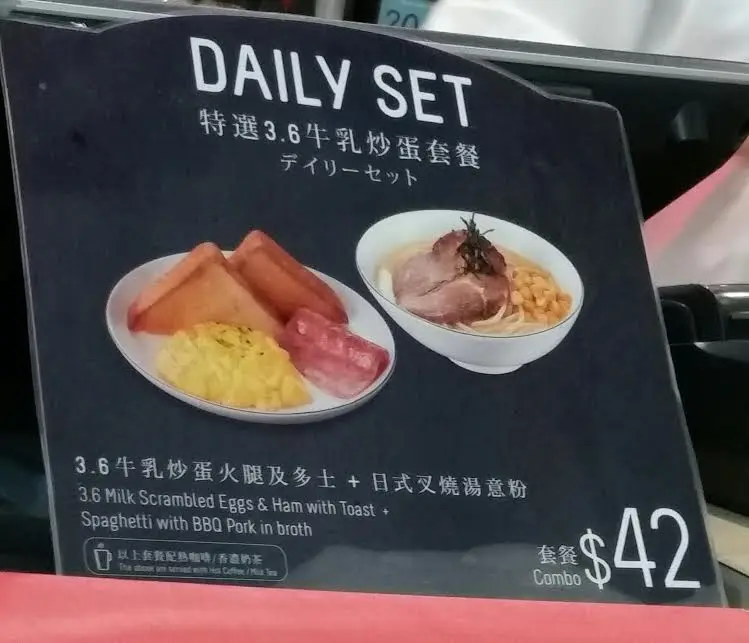 20
DAILY SET
特選3.6牛乳炒蛋套餐
デイリーセット
3.6牛乳炒蛋火腿及多士 + 日式叉燒湯意粉
3.6 Milk Scrambled Eggs & Ham with Toast +
Spaghetti with BBQ Pork in broth
以上套餐配熱咖啡/香濃奶茶
The above are served with Hot Coffee / Milk Tea
套餐
Combo $42